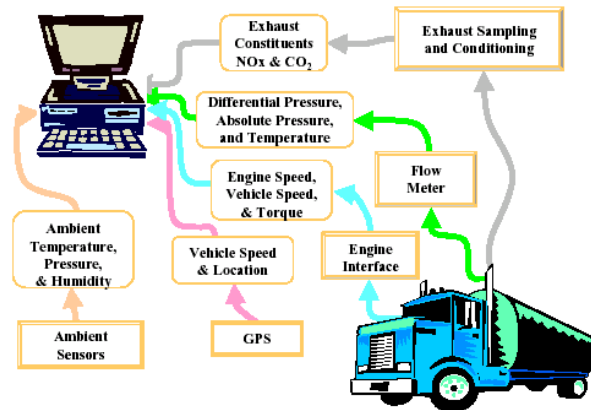 Exhaust
Constituents
NOx & CO₂
Exhaust Sampling
and Conditioning
Differential Pressure,
Absolute Pressure,
and Temperature
Engine Speed,
Vehicle Speed,
& Torque
Flow
Meter
Ambient
Temperature,
Pressure,
& Humidity
Vehicle Speed
& Location
Engine
Interface
Ambient
Sensors
GPS